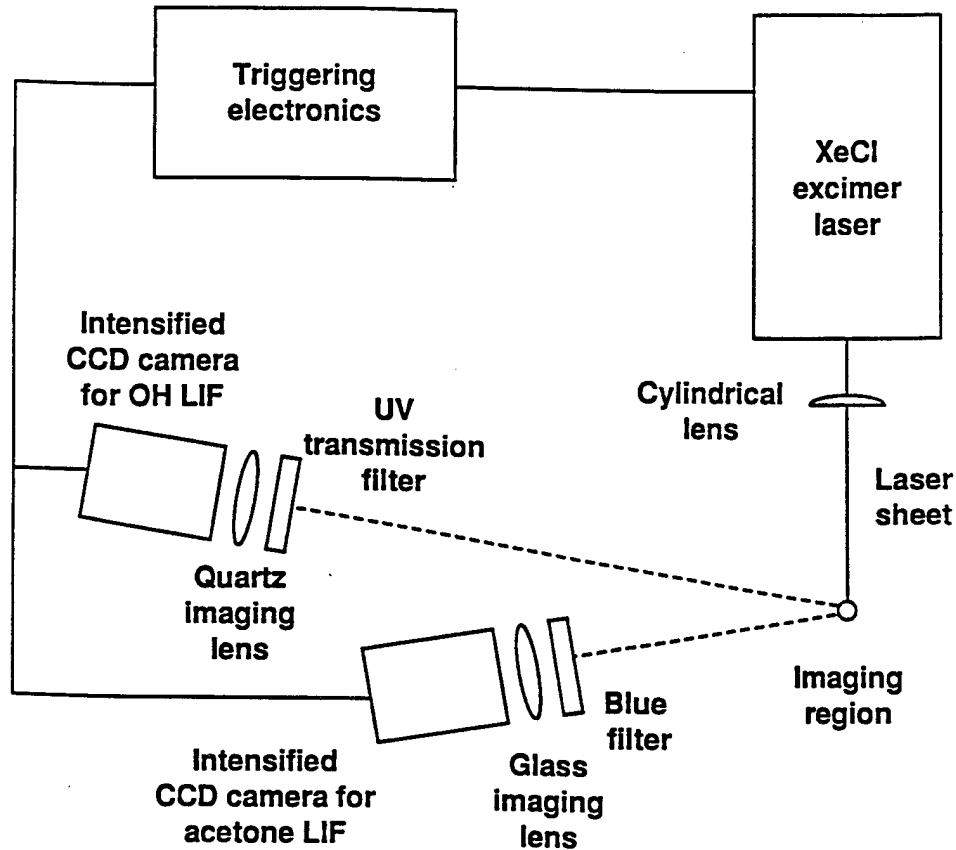 Triggering
electronics
XeCl
excimer
laser
Intensified
CCD camera
for OH LIF
UV
transmission
filter
Cylindrical
lens
Laser
sheet
Quartz
imaging
lens
Imaging
region
Blue
filter
Intensified
CCD camera for
acetone LIF
Glass
imaging
lens